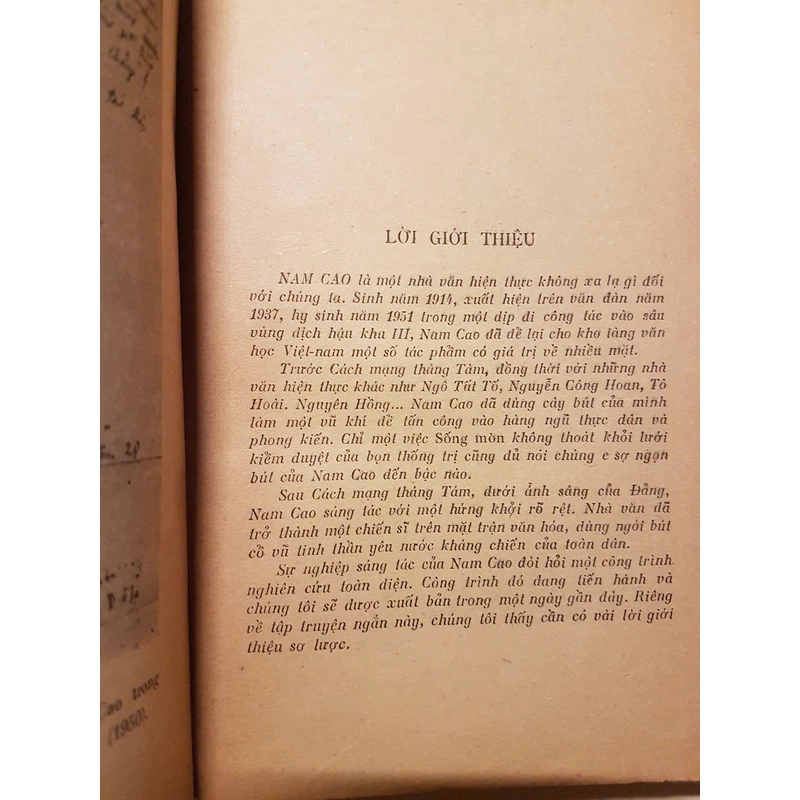 LỜI GIỚI THIỆU
NAM CAO là một nhà văn hiện thực không xa lạ gì đối
với chúng ta. Sinh năm 1914, xuất hiện trên văn đàn năm
1937, hy sinh năm 1951 trong một dịp đi công tác vào sâu
vùng địch hậu khu III, Nam Cao đã để lại cho kho tàng văn
học Việt-nam một số tác phẩm có giá trị về nhiều mặt.
Trước Cách mạng tháng Tám, đồng thời với những nhà
văn hiện thực khác như Ngô Tất Tố, Nguyễn Công Hoan, Tô
Hoài. Nguyên Hồng... Nam Cao đã dùng cây bút của mình
làm một vũ khí để tấn công vào hàng ngũ thực dân và
phong kiến. Chỉ một việc Sống mòn không thoát khỏi lưới
kiểm duyệt của bọn thống trị cũng đủ nói chúng e sợ ngọn
bút của Nam Cao đến bậc nào.
Sau Cách mạng tháng Tám, dưới ánh sáng của Đảng,
Nam Cao sáng tác với một hứng khởi rõ rệt. Nhà văn đã
trở thành một chiến sĩ trên mặt trận văn hóa, dùng ngòi bút
cổ vũ tinh thần yêu nước kháng chiến của toàn dân.
Sự nghiệp sáng tác của Nam Cao đòi hỏi một công trình
nghiên cứu toàn diện. Công trình đó đang tiến hành và
chúng tôi sẽ được xuất bản trong một ngày gần đây. Riêng
về tập truyện ngắn này, chúng tôi thấy cần có vài lời giới
thiệu sơ lược.
Cao trong
(1950).